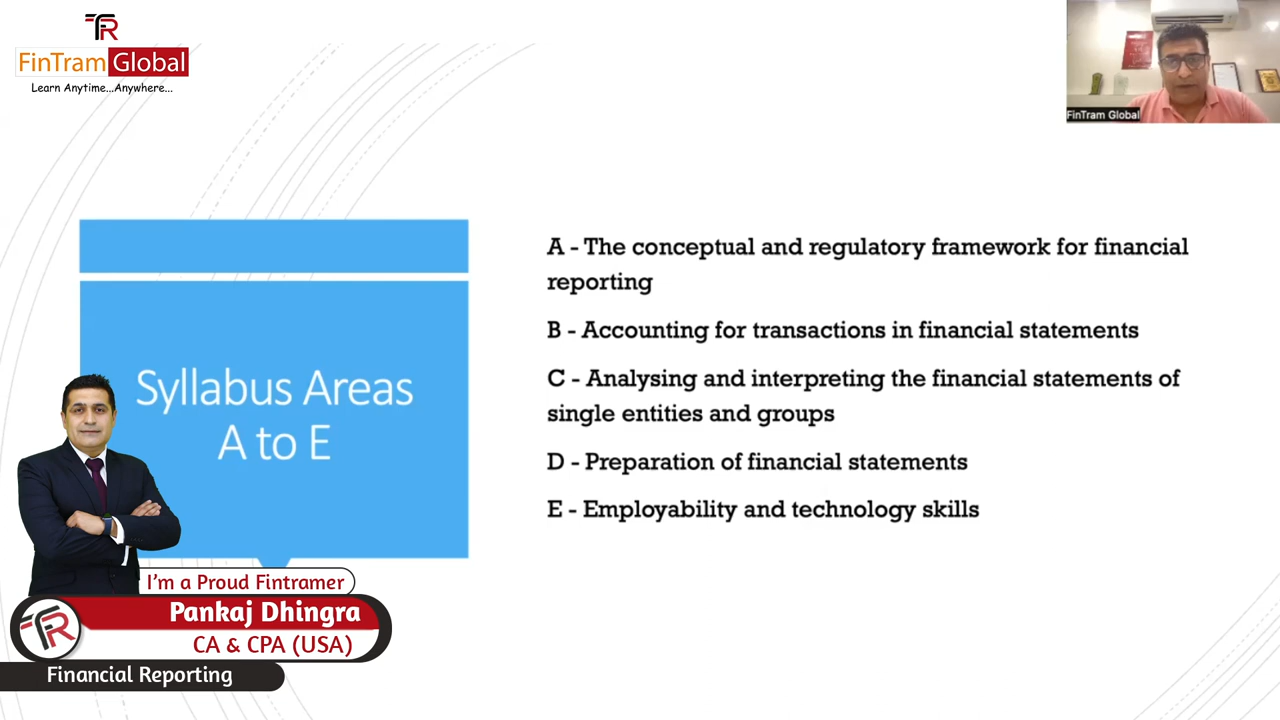 FR
FinTram Global
Learn Anytime...Anywhere...
FinTram Global
A - The conceptual and regulatory framework for financial
reporting
B - Accounting for transactions in financial statements
C - Analysing and interpreting the financial statements of
single entities and groups
D - Preparation of financial statements
E - Employability and technology skills
Syllabus Areas
A to E
I'm a Proud Fintramer
Pankaj Dhingra
CA & CPA (USA)
FR
Financial Reporting